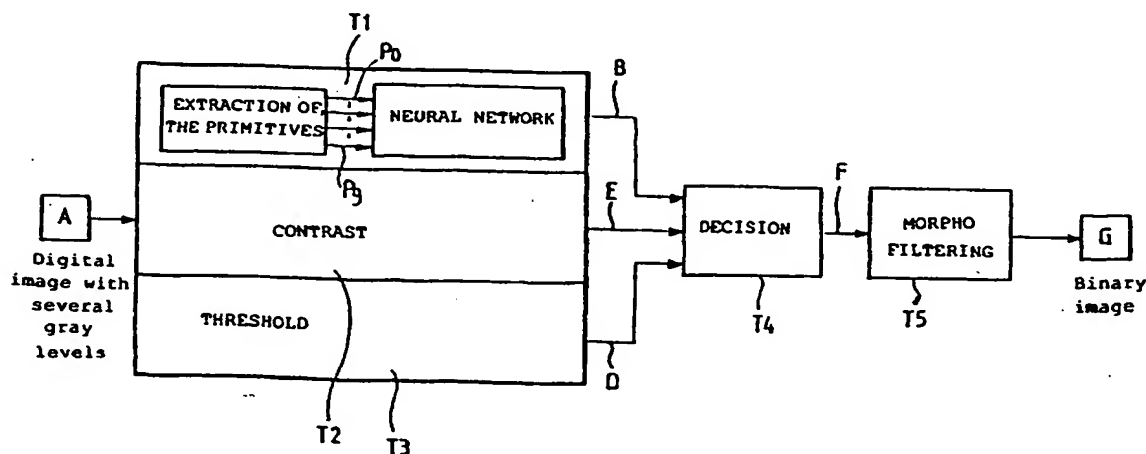 T1
P0
B
EXTRACTION OF
THE PRIMITIVES
NEURAL NETWORK
P9
E
F
A
CONTRAST
DECISION
MORPHO
FILTERING
G
Digital
image with
several
gray
levels
Binary
image
THRESHOLD
T4
T5
D
T2
T3